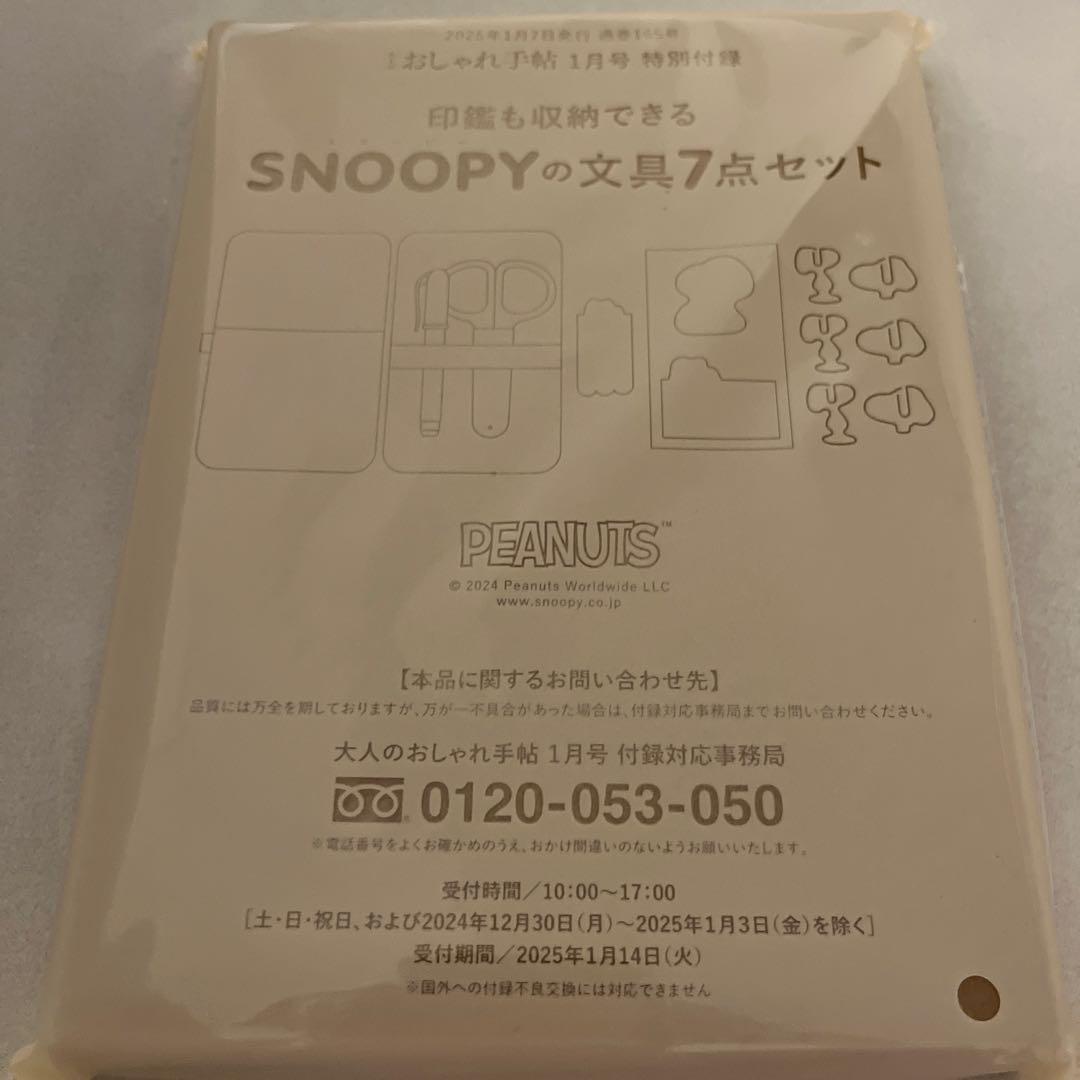 2025年1月7日発行
おしゃれ手帖 1月号 特別付録
印鑑も収納できる
スヌーピー
SNOOPYの文具7点セット
PEANUTS™
© 2024 Peanuts Worldwide LLC
www.snoopy.co.jp
【本品に関するお問い合わせ先】
品質には万全を期しておりますが、万が一不具合があった場合は、付録対応事務局までお問い合わせください。
大人のおしゃれ手帖 1月号 付録対応事務局
0120-053-050
※電話番号をよくお確かめのうえ、おかけ間違いのないようお願いいたします。
受付時間／10:00〜17:00
[土・日・祝日、および2024年12月30日(月)〜2025年1月3日(金)を除く]
受付期間／2025年1月14日(火)
※国外への付録不良交換には対応できません